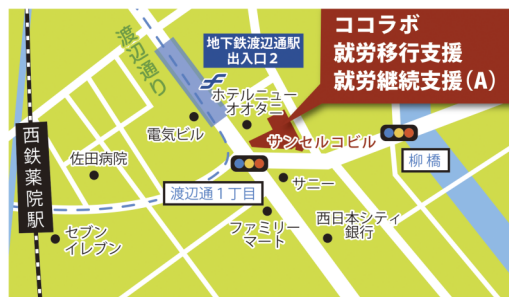 ココラボ
就労移行支援
就労継続支援(A)
地下鉄渡辺通駅
出入口2
渡辺通り
ホテルニュー
オオタニ
電気ビル
サンセルコビル
柳橋
西鉄薬院駅
佐田病院
サニー
渡辺通1丁目
セブン
イレブン
ファミリー
マート
西日本シティ
銀行